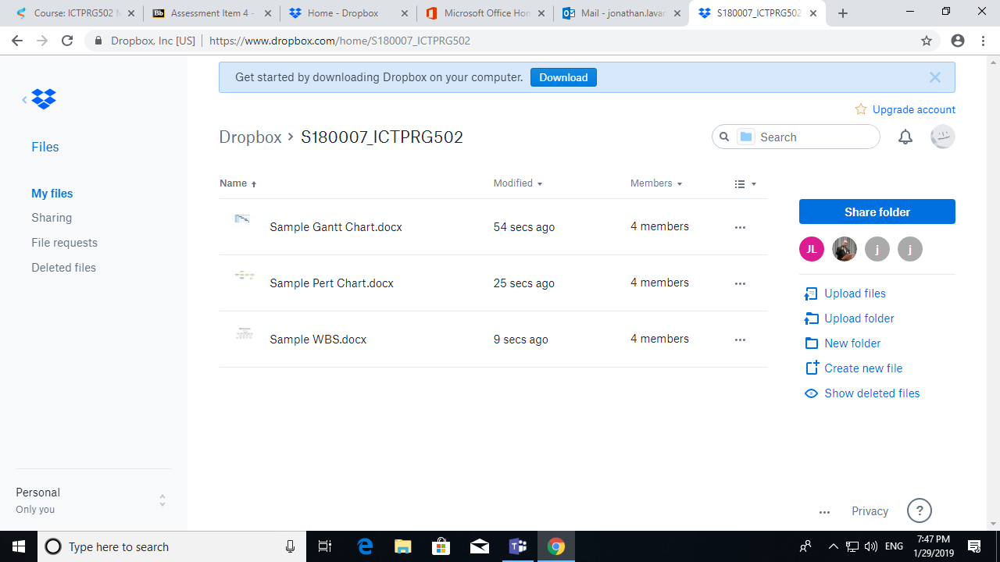 Course: ICTPRG502 M
Bb
Assessment Item 4 -
Home - Dropbox
Microsoft Office Hom
Mail - jonathan.lavar
S180007_ICTPRG502
Dropbox, Inc [US]
https://www.dropbox.com/home/S180007_ICTPRG502
Get started by downloading Dropbox on your computer.
Download
Upgrade account
Files
Dropbox > S180007_ICTPRG502
Search
Name
Modified
Members
My files
Sharing
File requests
Deleted files
Sample Gantt Chart.docx
54 secs ago
4 members
Sample Pert Chart.docx
25 secs ago
4 members
Sample WBS.docx
9 secs ago
4 members
Share folder
JL
j
j
Upload files
Upload folder
New folder
Create new file
Show deleted files
Personal
Only you
Privacy
?
Type here to search
ENG
7:47 PM
1/29/2019